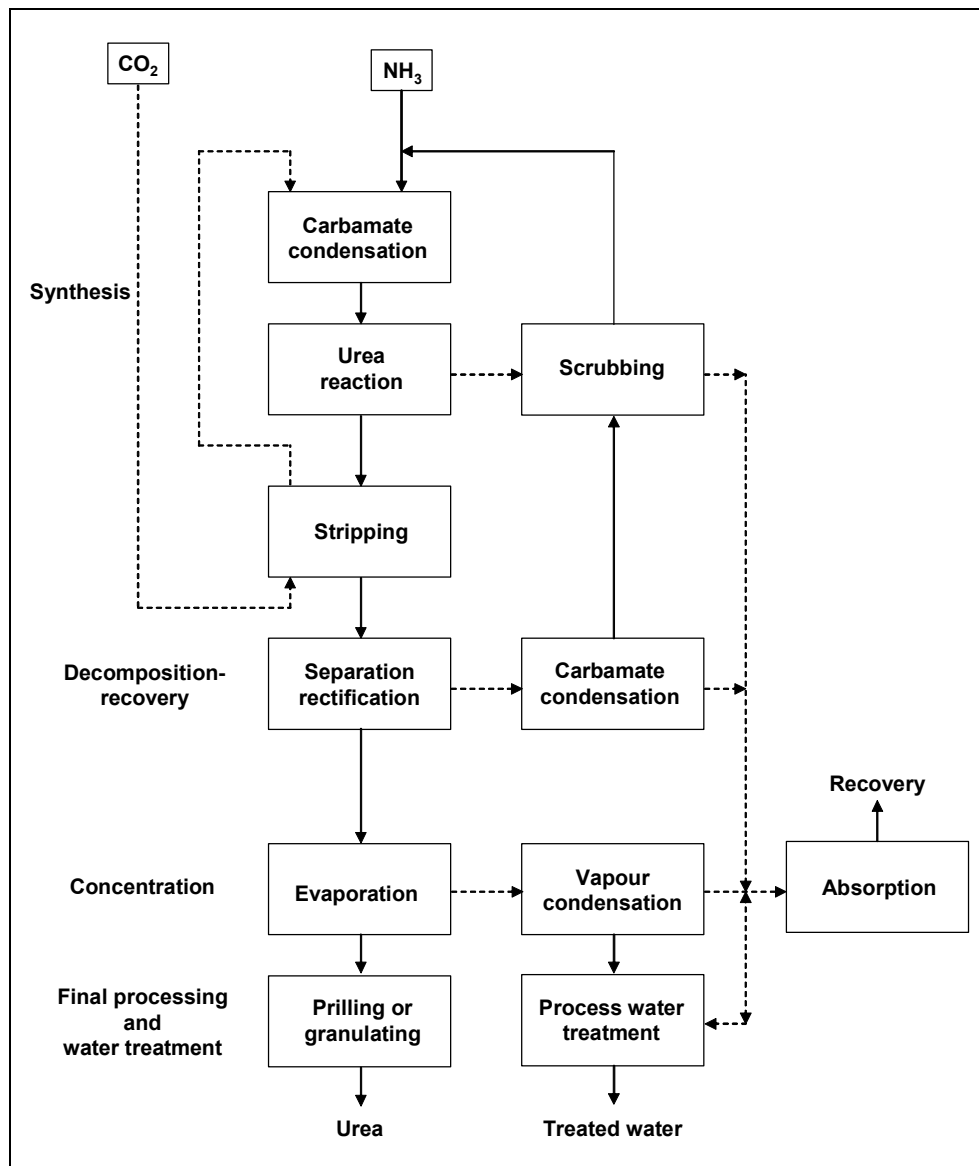 CO₂
NH₃
Carbamate
condensation
Synthesis
Urea
reaction
Scrubbing
Stripping
Decomposition-
recovery
Separation
rectification
Carbamate
condensation
Recovery
Concentration
Evaporation
Vapour
condensation
Absorption
Final processing
and
water treatment
Prilling or
granulating
Process water
treatment
Urea
Treated water